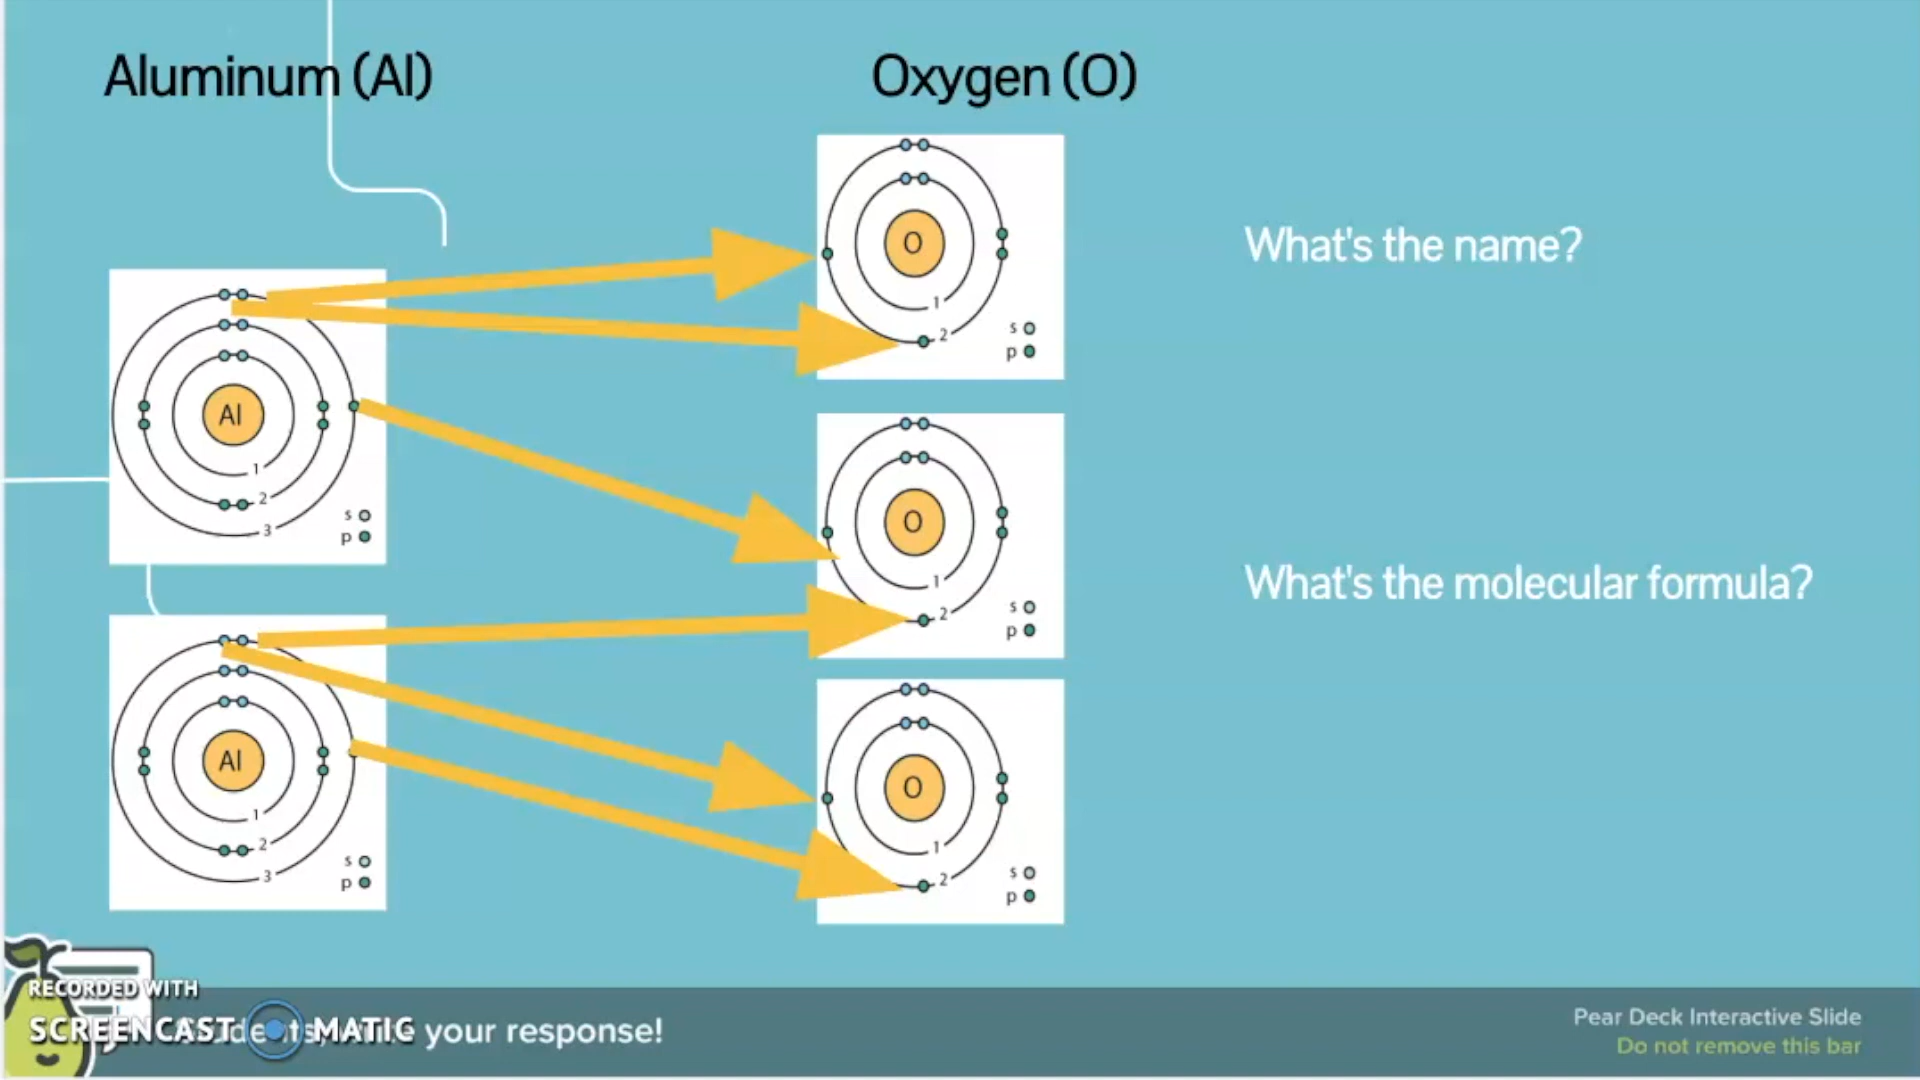 Aluminum (Al)
Oxygen (O)
O
1
2
s
p
What's the name?
Al
1
2
3
s
p
O
1
2
s
p
What's the molecular formula?
Al
1
2
3
s
p
O
1
2
s
p
RECORDED WITH
SCREENCAST MATIC
your response!
Pear Deck Interactive Slide
Do not remove this bar